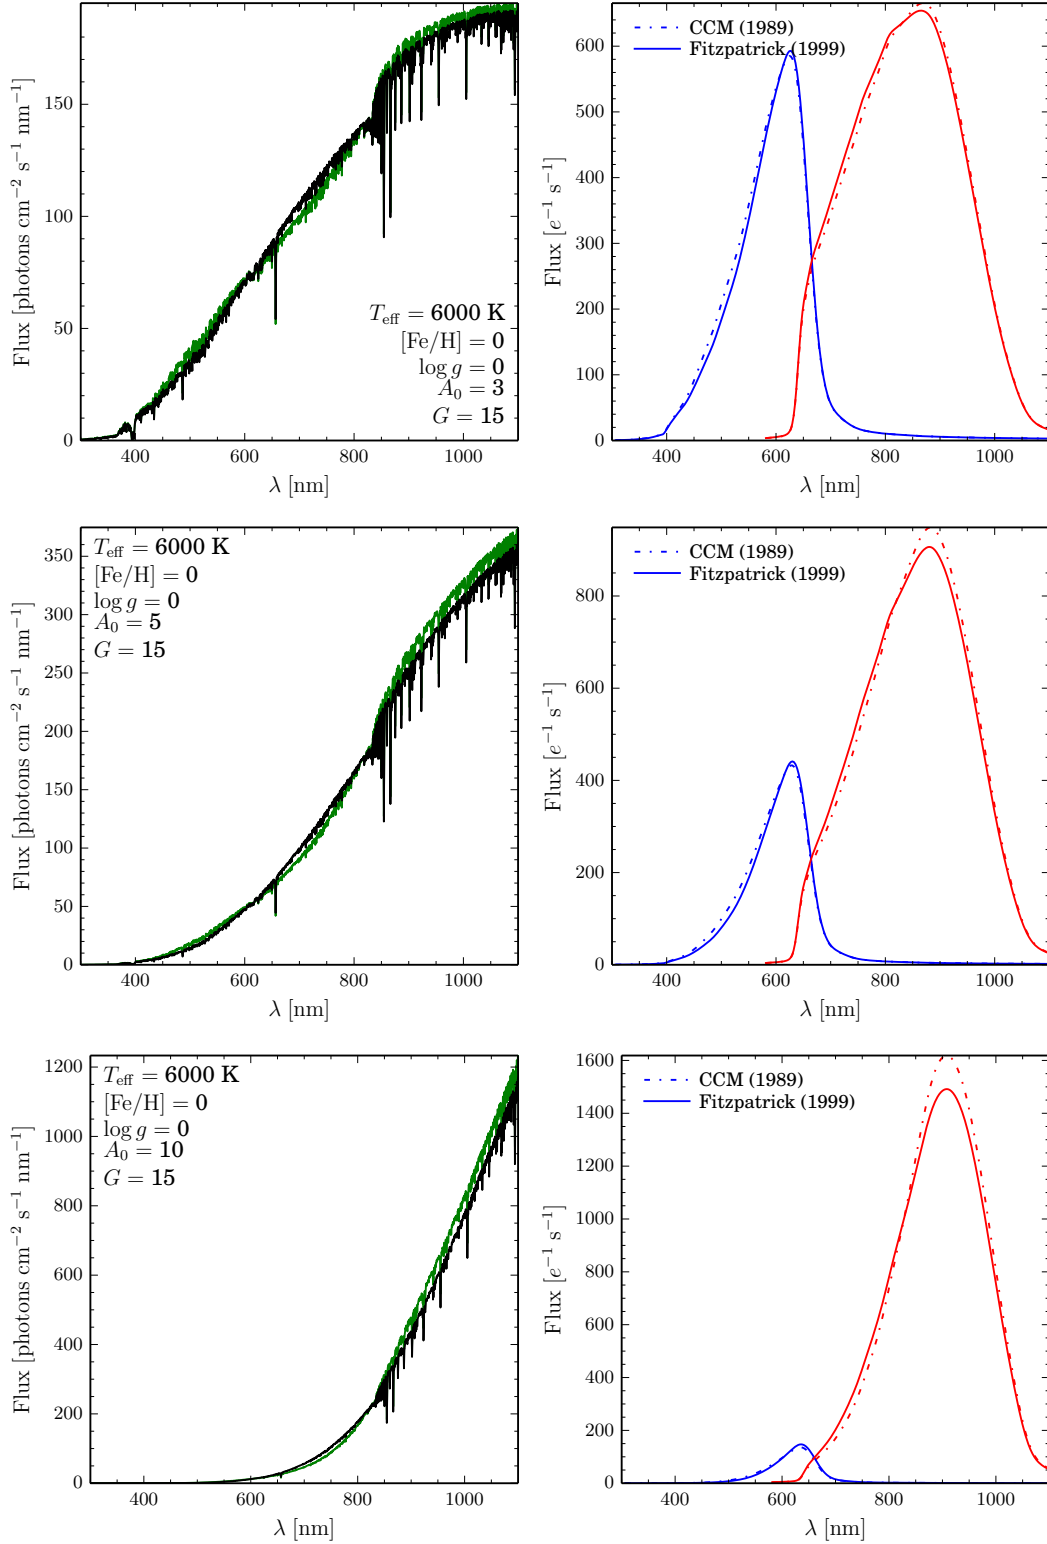 150
100
50
0
400
600
800
1000
Flux [photons cm⁻² s⁻¹ nm⁻¹]
λ [nm]
T_eff = 6000 K
[Fe/H] = 0
log g = 0
A₀ = 3
G = 15
600
500
400
300
200
100
0
400
600
800
1000
Flux [e⁻¹ s⁻¹]
λ [nm]
CCM (1989)
Fitzpatrick (1999)
350
300
250
200
150
100
50
0
400
600
800
1000
Flux [photons cm⁻² s⁻¹ nm⁻¹]
λ [nm]
T_eff = 6000 K
[Fe/H] = 0
log g = 0
A₀ = 5
G = 15
800
600
400
200
0
400
600
800
1000
Flux [e⁻¹ s⁻¹]
λ [nm]
CCM (1989)
Fitzpatrick (1999)
1200
1000
800
600
400
200
0
400
600
800
1000
Flux [photons cm⁻² s⁻¹ nm⁻¹]
λ [nm]
T_eff = 6000 K
[Fe/H] = 0
log g = 0
A₀ = 10
G = 15
1600
1400
1200
1000
800
600
400
200
0
400
600
800
1000
Flux [e⁻¹ s⁻¹]
λ [nm]
CCM (1989)
Fitzpatrick (1999)